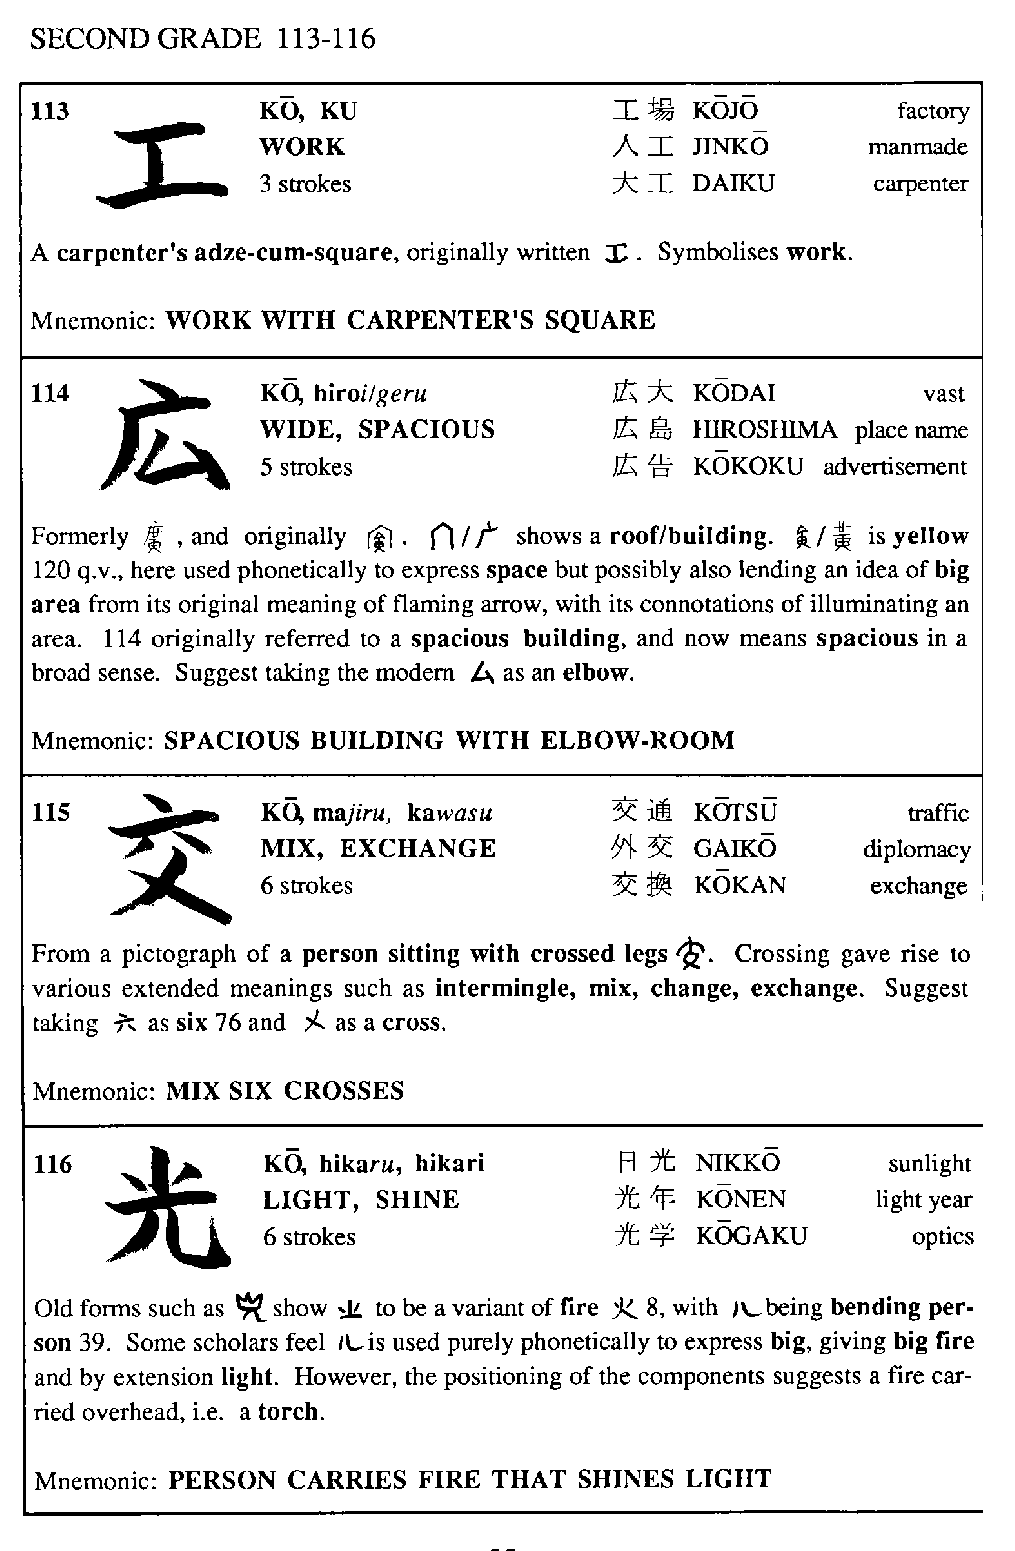 SECOND GRADE 113-116
113 工 KŌ, KU 工場 KŌJŌ factory
WORK 人工 JINKŌ manmade
3 strokes 大工 DAIKU carpenter
A carpenter's adze-cum-square, originally written 工. Symbolises work.
Mnemonic: WORK WITH CARPENTER'S SQUARE
114 広 KŌ, hiroi/geru 広大 KŌDAI vast
WIDE, SPACIOUS 広島 HIROSHIMA place name
5 strokes 広告 KŌKOKU advertisement
Formerly 廣, and originally . 冂/广 shows a roof/building. /黃 is yellow
120 q.v., here used phonetically to express space but possibly also lending an idea of big
area from its original meaning of flaming arrow, with its connotations of illuminating an
area. 114 originally referred to a spacious building, and now means spacious in a
broad sense. Suggest taking the modern ム as an elbow.
Mnemonic: SPACIOUS BUILDING WITH ELBOW-ROOM
115 交 KŌ, majiru, kawasu 交通 KŌTSŪ traffic
MIX, EXCHANGE 外交 GAIKŌ diplomacy
6 strokes 交換 KŌKAN exchange
From a pictograph of a person sitting with crossed legs . Crossing gave rise to
various extended meanings such as intermingle, mix, change, exchange. Suggest
taking 六 as six 76 and 乂 as a cross.
Mnemonic: MIX SIX CROSSES
116 光 KŌ, hikaru, hikari 日光 NIKKŌ sunlight
LIGHT, SHINE 光年 KŌNEN light year
6 strokes 光学 KŌGAKU optics
Old forms such as show to be a variant of fire 火 8, with 儿 being bending per-
son 39. Some scholars feel 儿 is used purely phonetically to express big, giving big fire
and by extension light. However, the positioning of the components suggests a fire car-
ried overhead, i.e. a torch.
Mnemonic: PERSON CARRIES FIRE THAT SHINES LIGHT